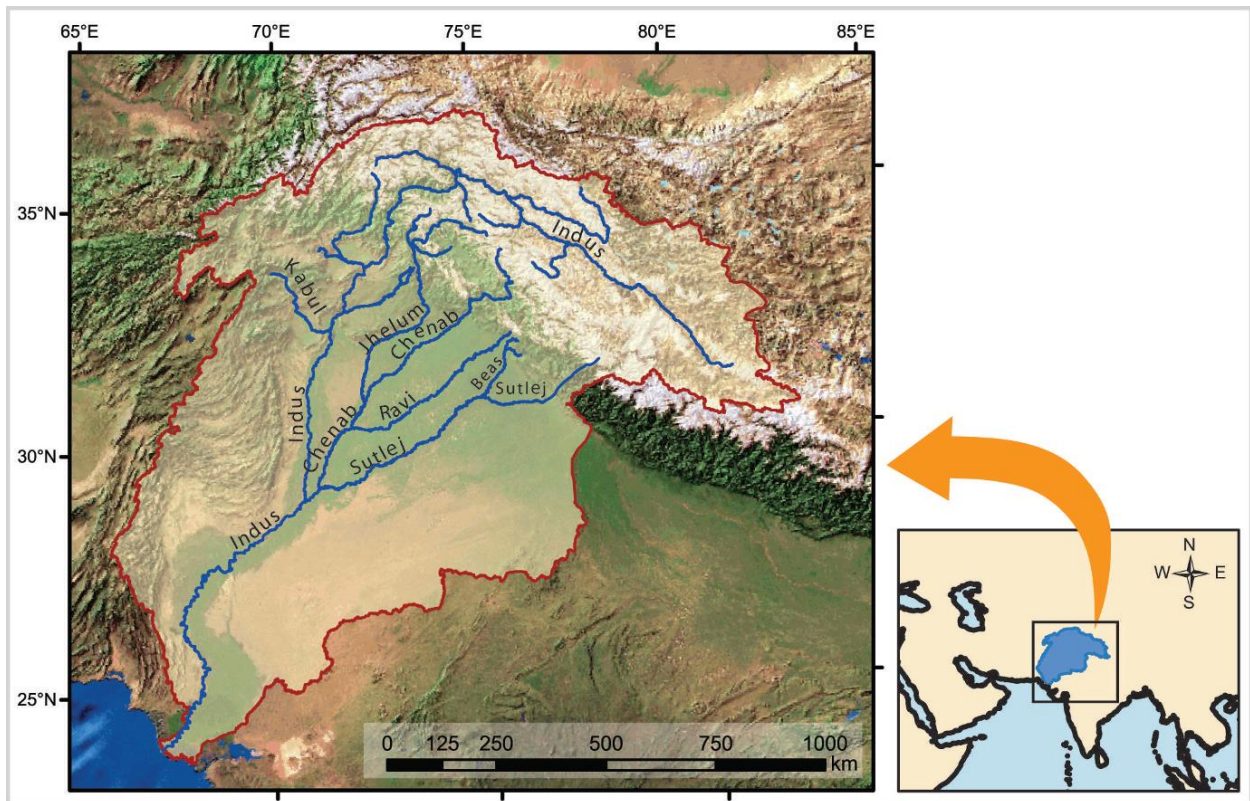 65°E
70°E
75°E
80°E
85°E
35°N
30°N
25°N
Indus
Kabul
Jhelum
Chenab
Beas
Sutlej
Ravi
Indus
Chenab
Sutlej
Indus
0 125 250 500 750 1000
km
N
W E
S